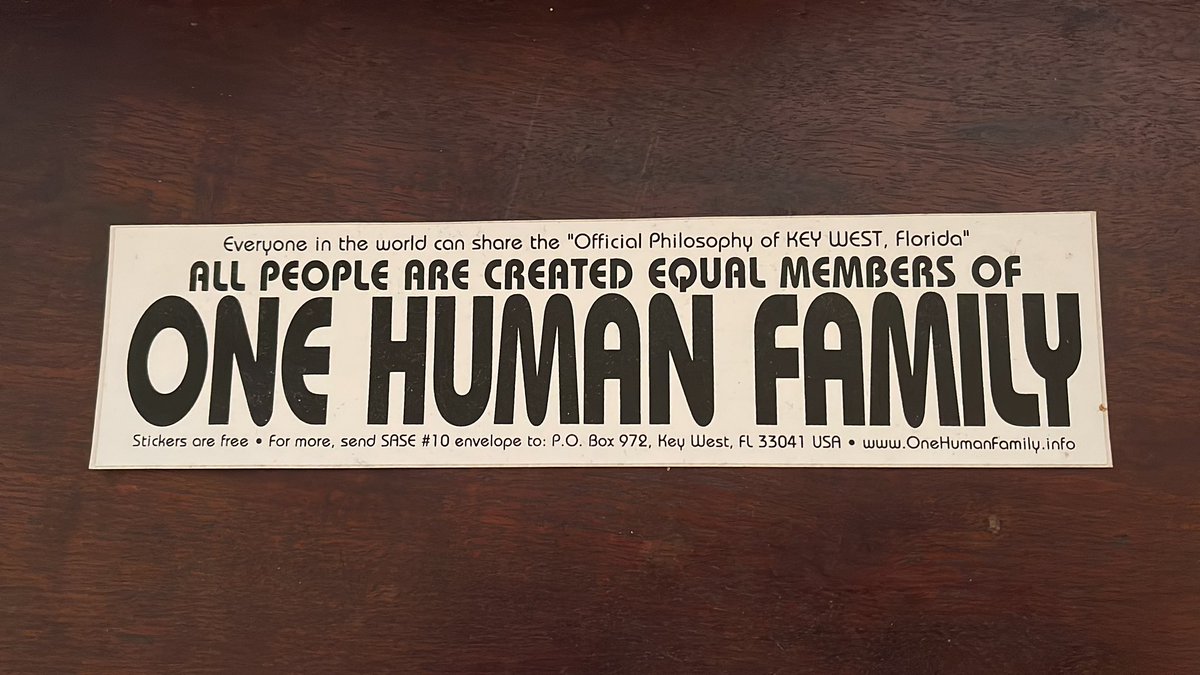 Everyone in the world can share the "Official Philosophy of KEY WEST, Florida"
ALL PEOPLE ARE CREATED EQUAL MEMBERS OF
ONE HUMAN FAMILY
Stickers are free • For more, send SASE #10 envelope to: P.O. Box 972, Key West, FL 33041 USA • www.OneHumanFamily.info